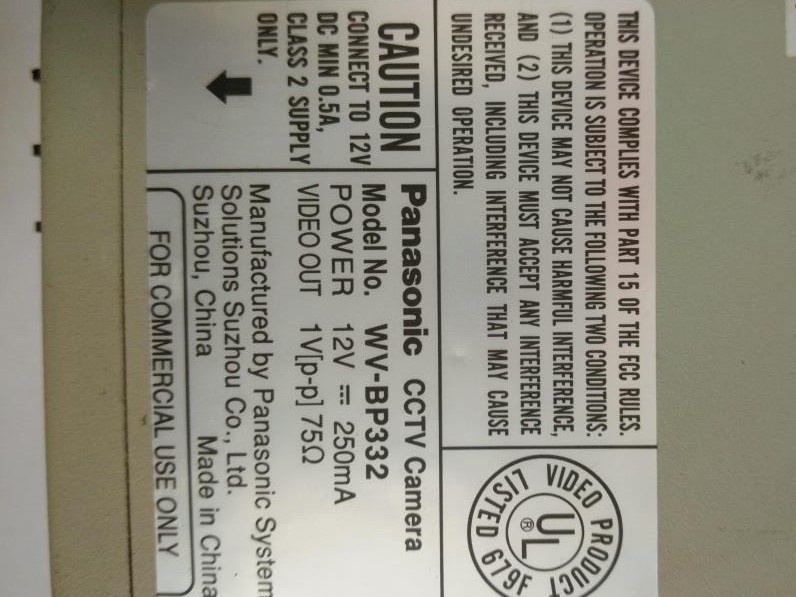 THIS DEVICE COMPLIES WITH PART 15 OF THE FCC RULES.
OPERATION IS SUBJECT TO THE FOLLOWING TWO CONDITIONS:
(1) THIS DEVICE MAY NOT CAUSE HARMFUL INTERFERENCE,
AND (2) THIS DEVICE MUST ACCEPT ANY INTERFERENCE
RECEIVED, INCLUDING INTERFERENCE THAT MAY CAUSE
UNDESIRED OPERATION.
VIDEO PRODUCT
UL ®
LISTED 679F
CAUTION
CONNECT TO 12V
DC MIN 0.5A,
CLASS 2 SUPPLY
ONLY.
Panasonic CCTV Camera
Model No. WV-BP332
POWER 12V ⎓ 250mA
VIDEO OUT 1V[p-p] 75Ω
Manufactured by Panasonic System
Solutions Suzhou Co., Ltd.
Suzhou, China Made in China
FOR COMMERCIAL USE ONLY